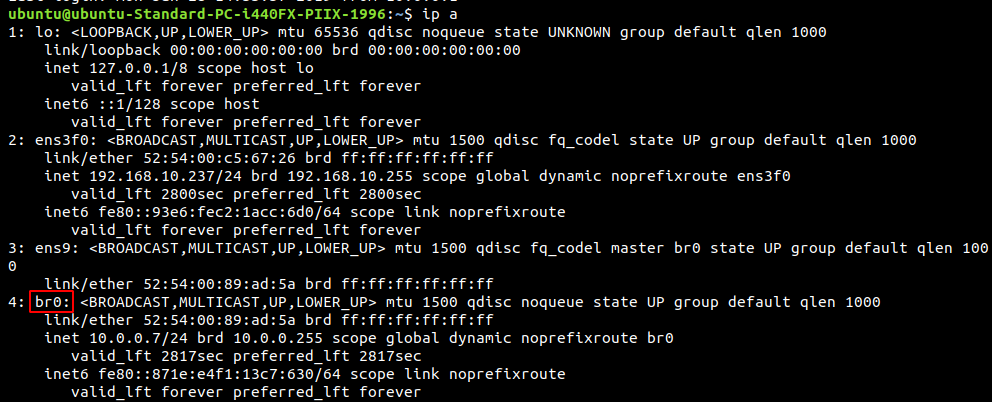 ubuntu@ubuntu-Standard-PC-i440FX-PIIX-1996:~$ ip a
1: lo: <LOOPBACK,UP,LOWER_UP> mtu 65536 qdisc noqueue state UNKNOWN group default qlen 1000
    link/loopback 00:00:00:00:00:00 brd 00:00:00:00:00:00
    inet 127.0.0.1/8 scope host lo
       valid_lft forever preferred_lft forever
    inet6 ::1/128 scope host
       valid_lft forever preferred_lft forever
2: ens3f0: <BROADCAST,MULTICAST,UP,LOWER_UP> mtu 1500 qdisc fq_codel state UP group default qlen 1000
    link/ether 52:54:00:c5:67:26 brd ff:ff:ff:ff:ff:ff
    inet 192.168.10.237/24 brd 192.168.10.255 scope global dynamic noprefixroute ens3f0
       valid_lft 2800sec preferred_lft 2800sec
    inet6 fe80::93e6:fec2:1acc:6d0/64 scope link noprefixroute
       valid_lft forever preferred_lft forever
3: ens9: <BROADCAST,MULTICAST,UP,LOWER_UP> mtu 1500 qdisc fq_codel master br0 state UP group default qlen 100
0
    link/ether 52:54:00:89:ad:5a brd ff:ff:ff:ff:ff:ff
4: br0: <BROADCAST,MULTICAST,UP,LOWER_UP> mtu 1500 qdisc noqueue state UP group default qlen 1000
    link/ether 52:54:00:89:ad:5a brd ff:ff:ff:ff:ff:ff
    inet 10.0.0.7/24 brd 10.0.0.255 scope global dynamic noprefixroute br0
       valid_lft 2817sec preferred_lft 2817sec
    inet6 fe80::871e:e4f1:13c7:630/64 scope link noprefixroute
       valid_lft forever preferred_lft forever